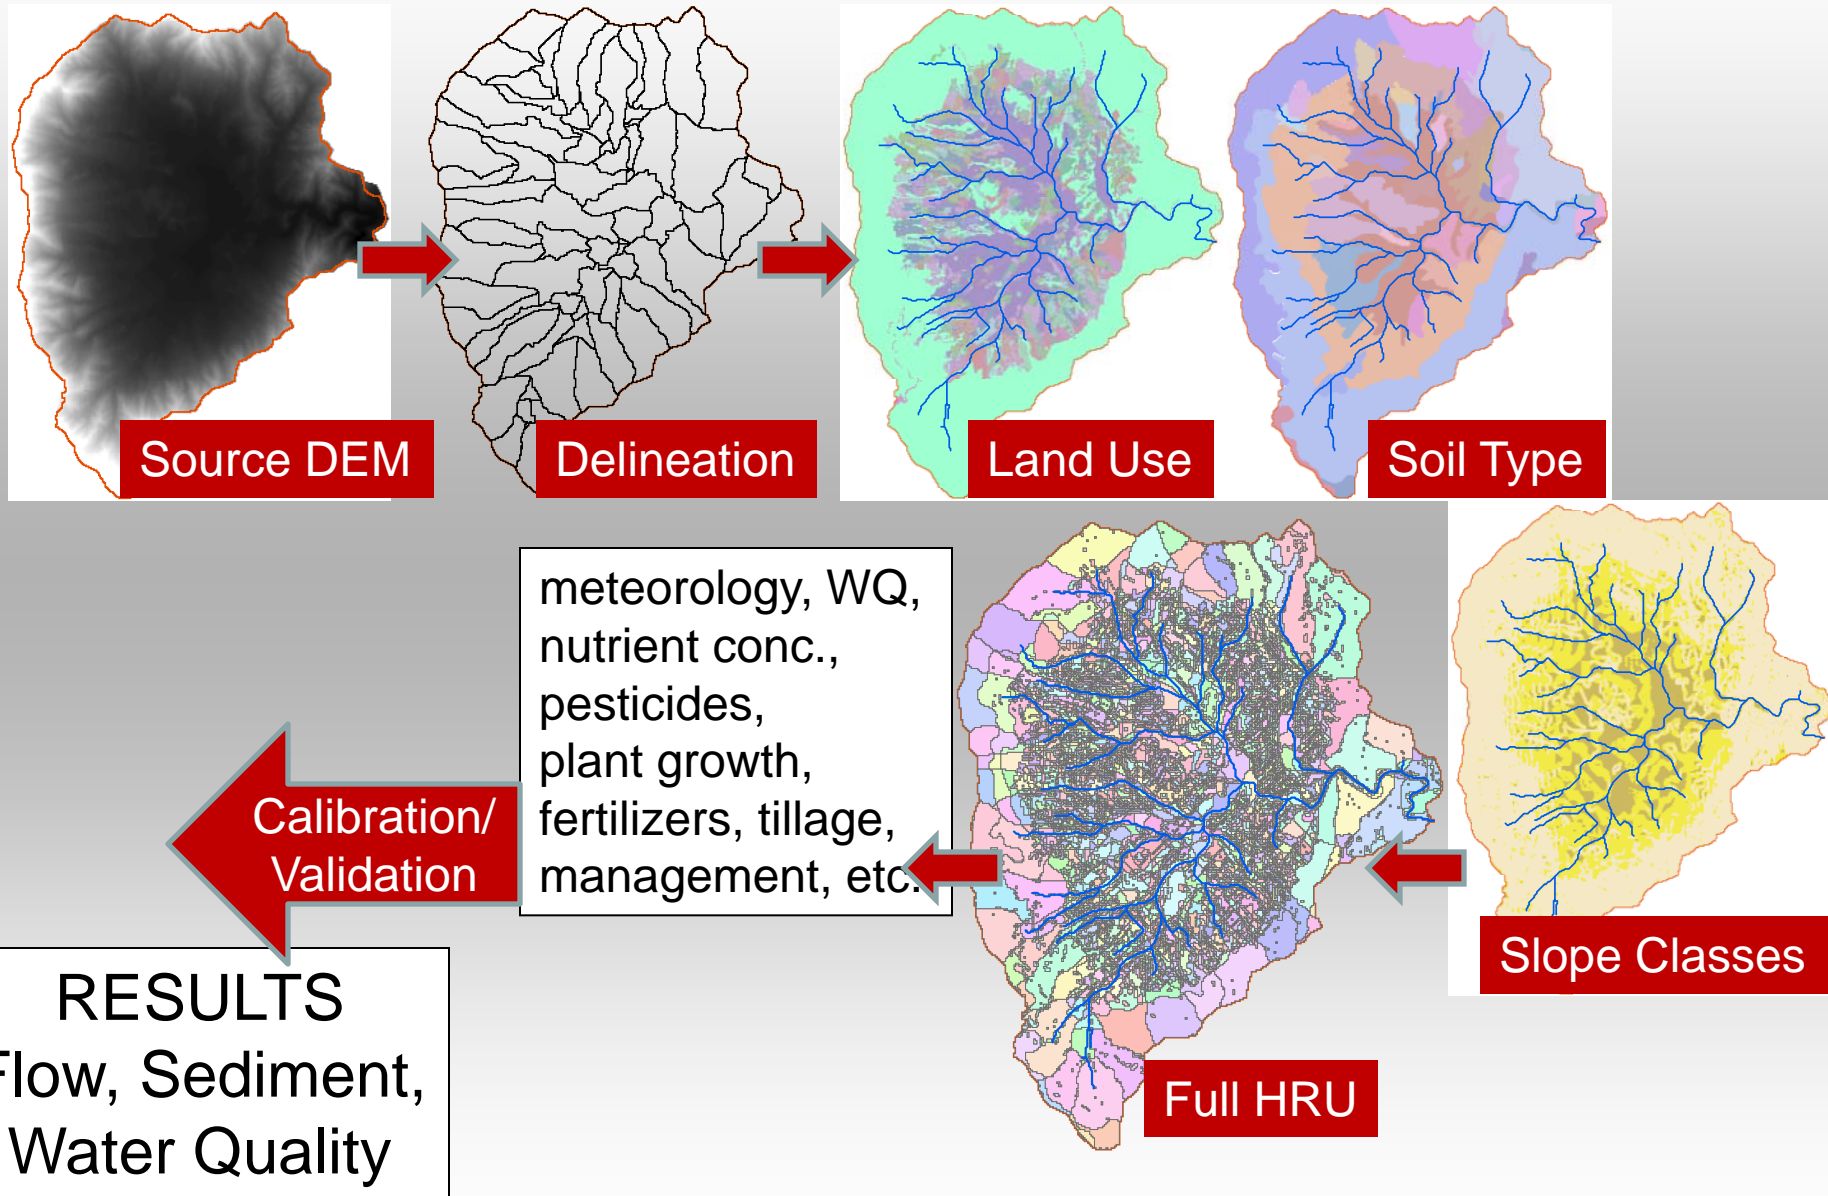 Source DEM
Delineation
Land Use
Soil Type
Slope Classes
Full HRU
meteorology, WQ,
nutrient conc.,
pesticides,
plant growth,
fertilizers, tillage,
management, etc.
Calibration/
Validation
RESULTS
Flow, Sediment,
Water Quality